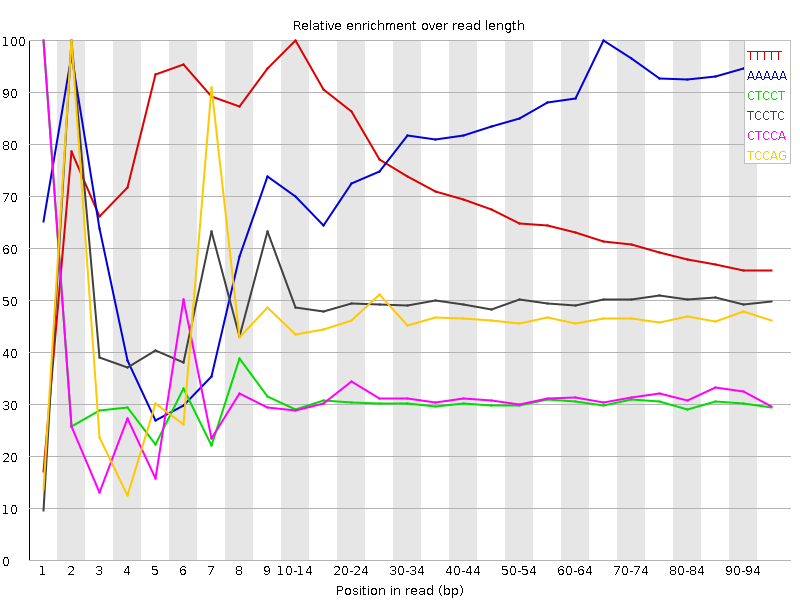 Relative enrichment over read length
100
90
80
70
60
50
40
30
20
10
0
TTTTT
AAAAA
CTCCT
TCCTC
CTCCA
TCCAG
1 2 3 4 5 6 7 8 9 10-14 20-24 30-34 40-44 50-54 60-64 70-74 80-84 90-94
Position in read (bp)